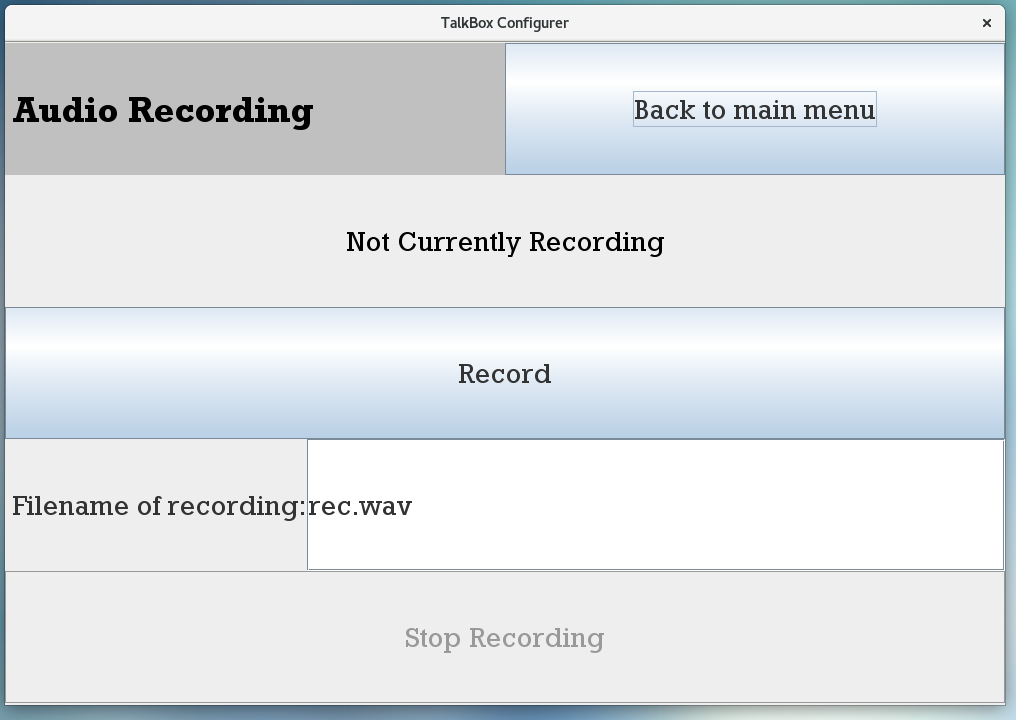 TalkBox Configurer
Audio Recording
Back to main menu
Not Currently Recording
Record
Filename of recording: rec.wav
Stop Recording